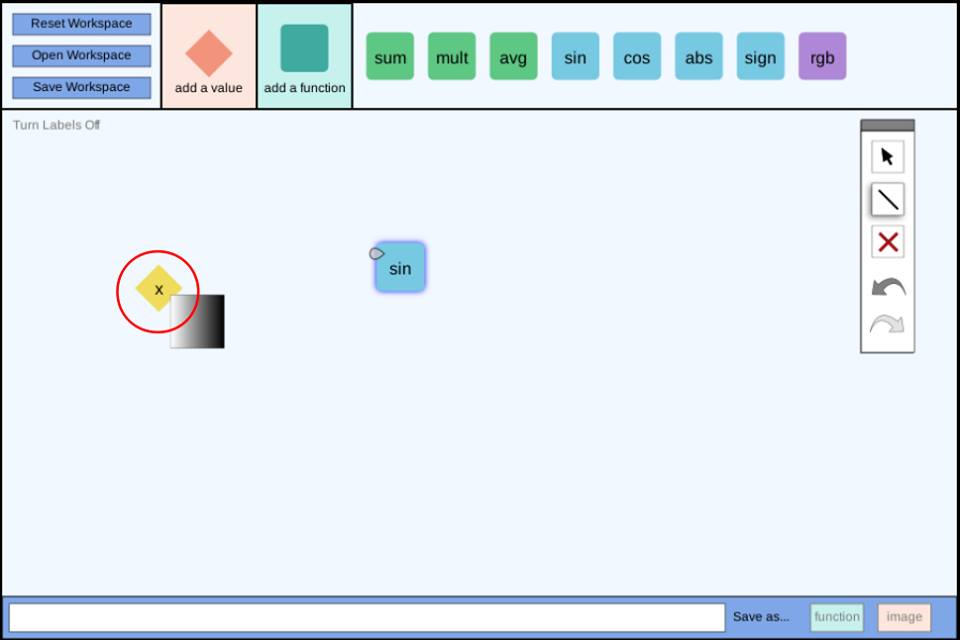 Reset Workspace
Open Workspace
Save Workspace
add a value
add a function
sum mult avg sin cos abs sign rgb
Turn Labels Off
x
sin
Save as... function image